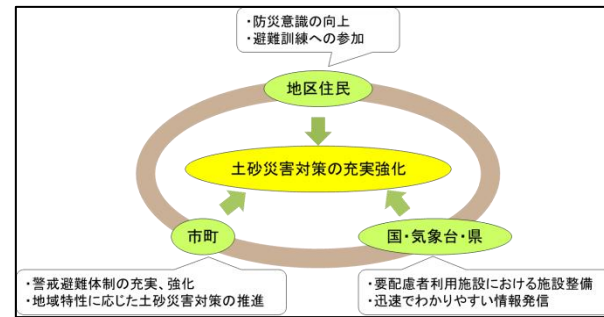 ・防災意識の向上
・避難訓練への参加
地区住民
土砂災害対策の充実強化
市町
国・気象台・県
・警戒避難体制の充実、強化
・地域特性に応じた土砂災害対策の推進
・要配慮者利用施設における施設整備
・迅速でわかりやすい情報発信